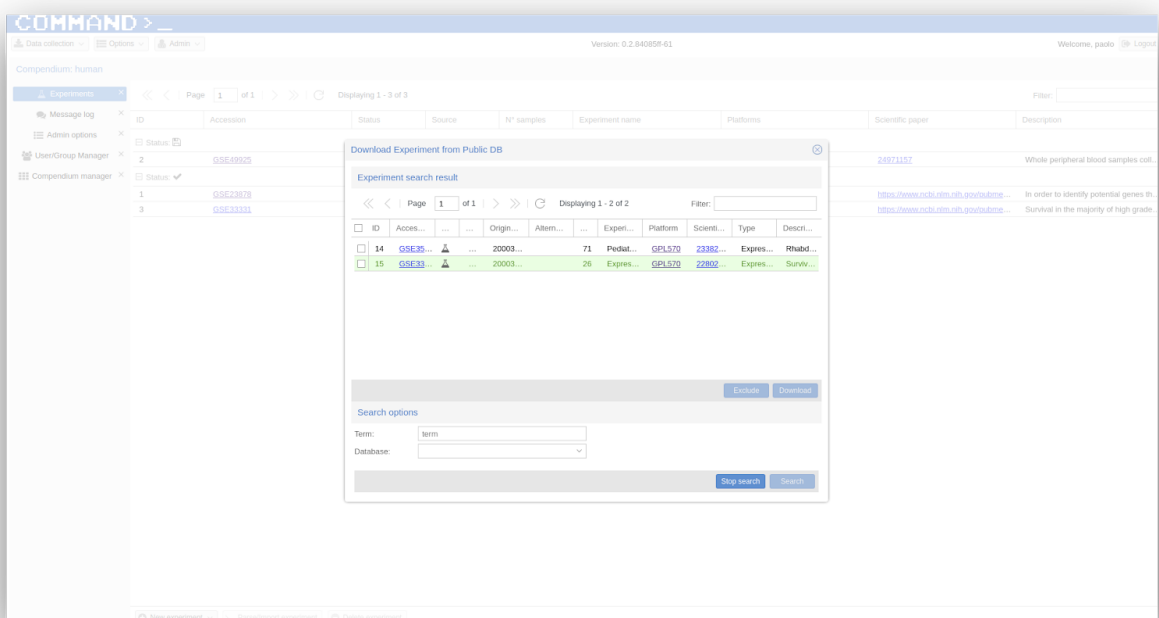 COMMAND >_
Data collection Options Admin Version: 0.2.84085ff-61 Welcome, paolo Logout
Compendium: human
Experiments
Page 1 of 1 Displaying 1 - 3 of 3 Filter:
Message log
ID Accession Status Source N° samples Experiment name Platforms Scientific paper Description
Admin options
Status:
User/Group Manager
2 GSE49925 24971157 Whole peripheral blood samples coll...
Compendium manager
Status:
1 GSE23878 https://www.ncbi.nlm.nih.gov/pubme... In order to identify potential genes th...
3 GSE33331 https://www.ncbi.nlm.nih.gov/pubme... Survival in the majority of high grade...
Download Experiment from Public DB
Experiment search result
Page 1 of 1 Displaying 1 - 2 of 2 Filter:
ID Acces... ... ... Origin... Altern... ... Experi... Platform Scienti... Type Descri...
14 GSE35... ... 20003... 71 Pediat... GPL570 23382... Expres... Rhabd...
15 GSE33... ... 20003... 26 Expres... GPL570 22802... Expres... Surviv...
Exclude Download
Search options
Term: term
Database:
Stop search Search
New experiment Experiment Delete experiment